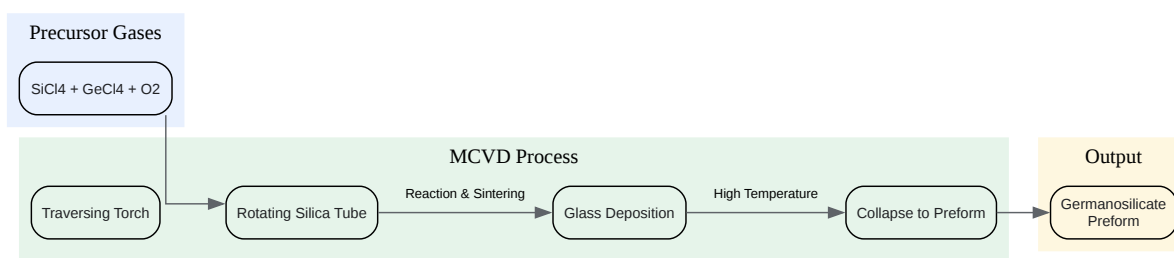 Precursor Gases
SiCl4 + GeCl4 + O2
MCVD Process
Output
Traversing Torch
Rotating Silica Tube
Reaction & Sintering
Glass Deposition
High Temperature
Collapse to Preform
Germanosilicate
Preform